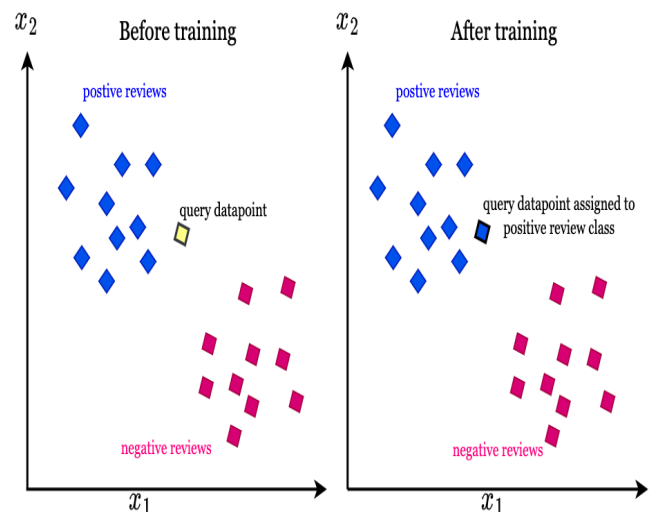 x2
Before training
postive reviews
query datapoint
negative reviews
x1
x2
After training
postive reviews
query datapoint assigned to
positive review class
negative reviews
x1